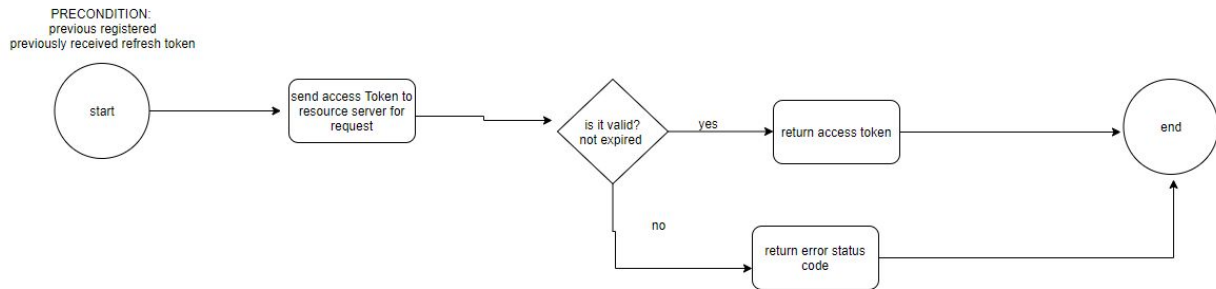 PRECONDITION:
previous registered
previously received refresh token
start
send access Token to
resource server for
request
is it valid?
not expired
yes
return access token
end
no
return error status
code